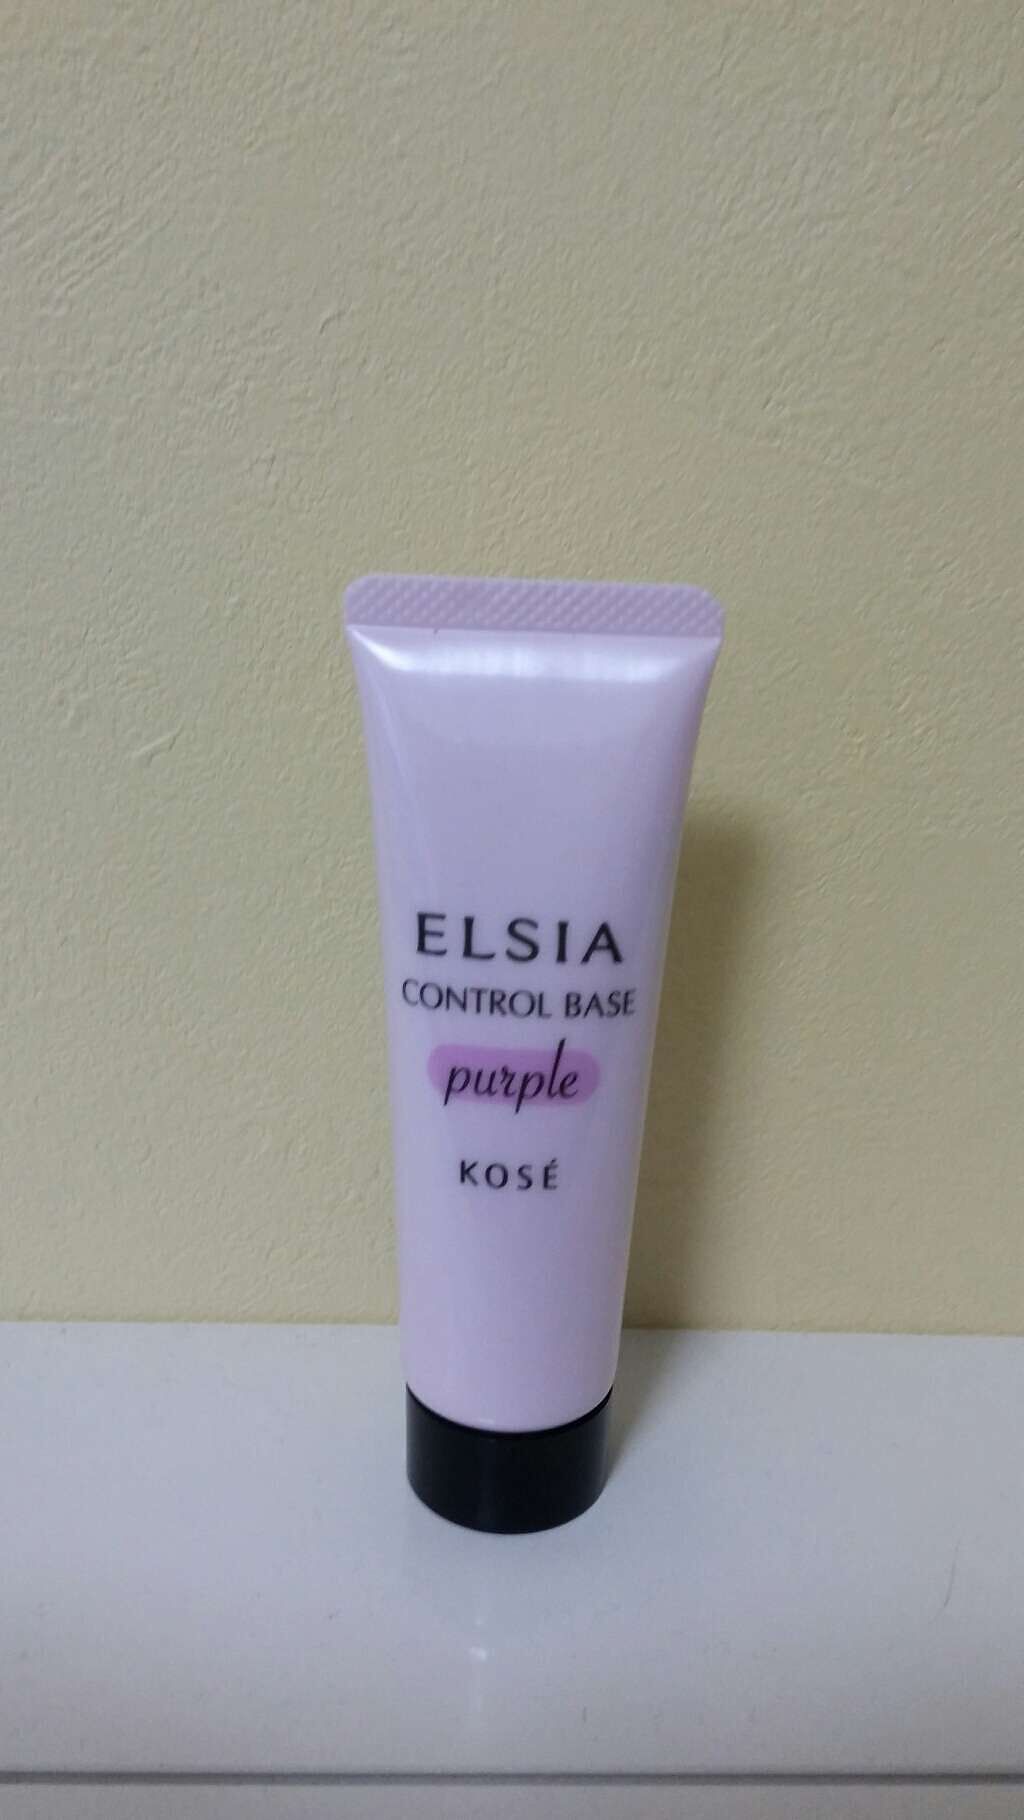 ELSIA
CONTROL BASE
purple
KOSÉ